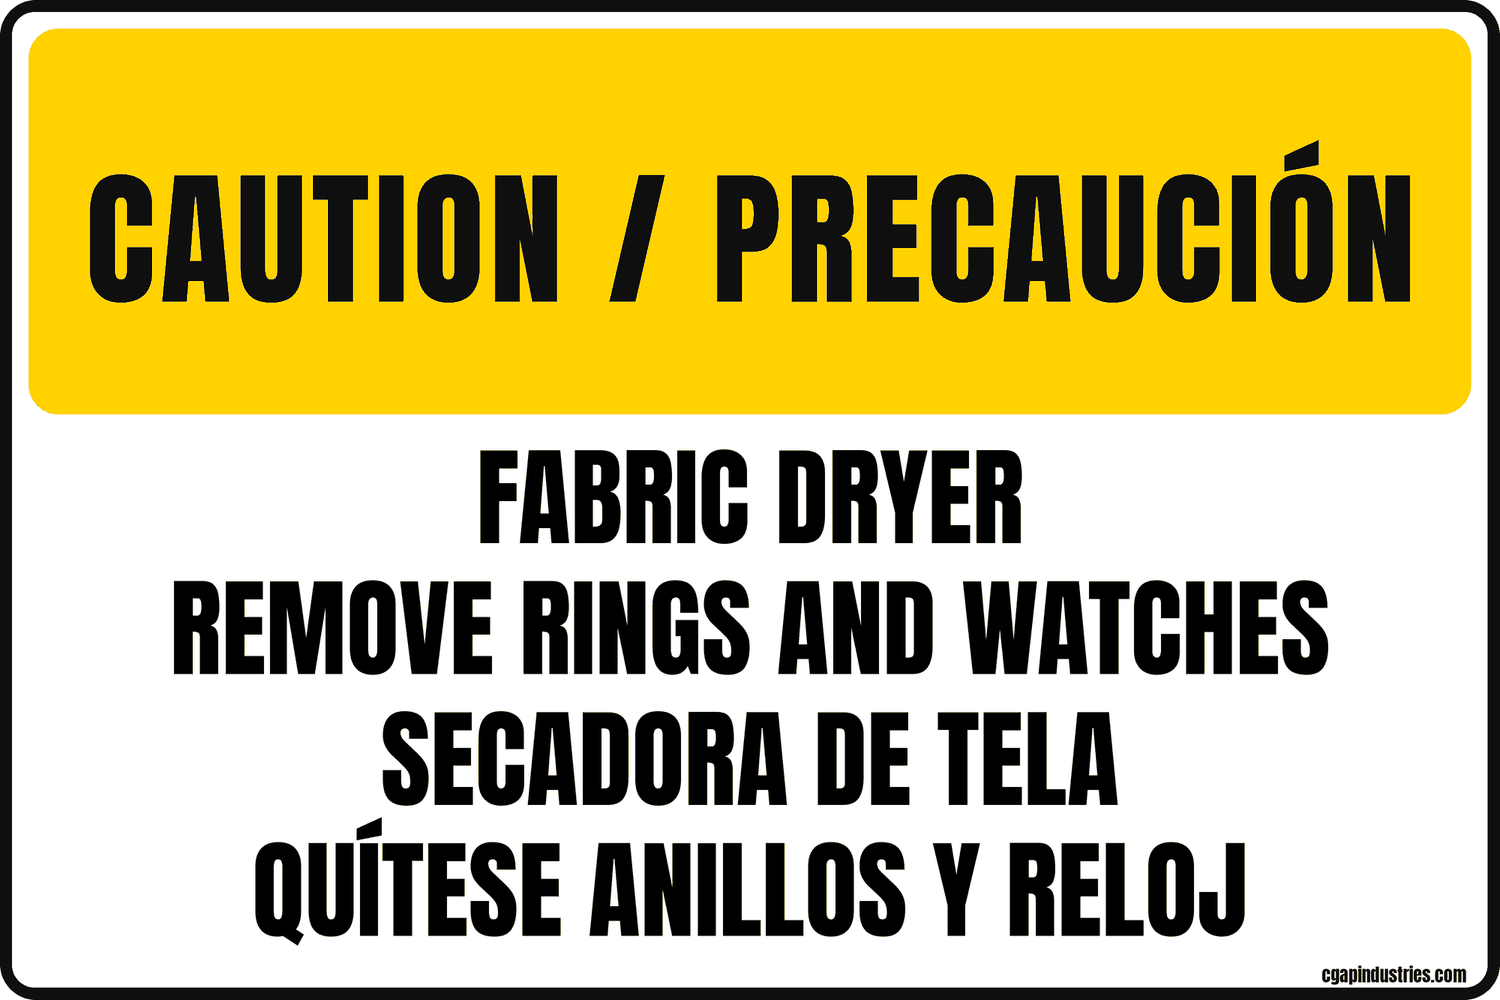 CAUTION / PRECAUCIÓN
FABRIC DRYER
REMOVE RINGS AND WATCHES
SECADORA DE TELA
QUÍTESE ANILLOS Y RELOJ
cgapindustries.com